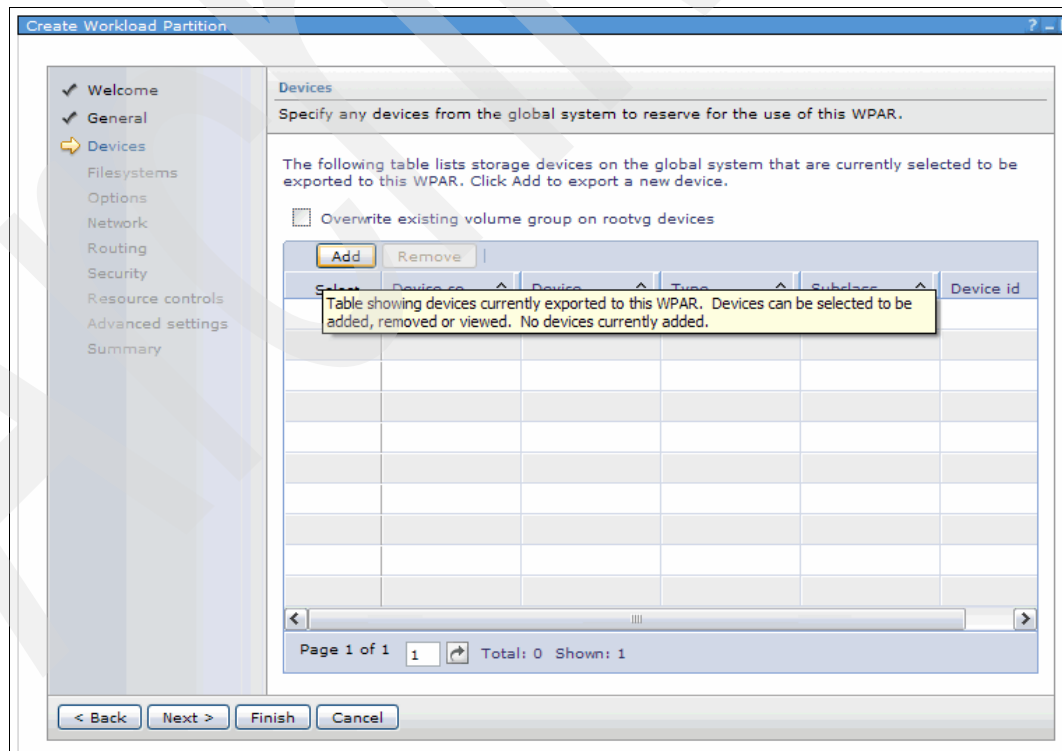 Create Workload Partition
? –
Welcome
General
Devices
Filesystems
Options
Network
Routing
Security
Resource controls
Advanced settings
Summary
Devices
Specify any devices from the global system to reserve for the use of this WPAR.
The following table lists storage devices on the global system that are currently selected to be
exported to this WPAR. Click Add to export a new device.
Overwrite existing volume group on rootvg devices
Add Remove
Select Device Type Subclass Device id
Table showing devices currently exported to this WPAR. Devices can be selected to be
added, removed or viewed. No devices currently added.
Page 1 of 1 1 Total: 0 Shown: 1
< Back Next > Finish Cancel